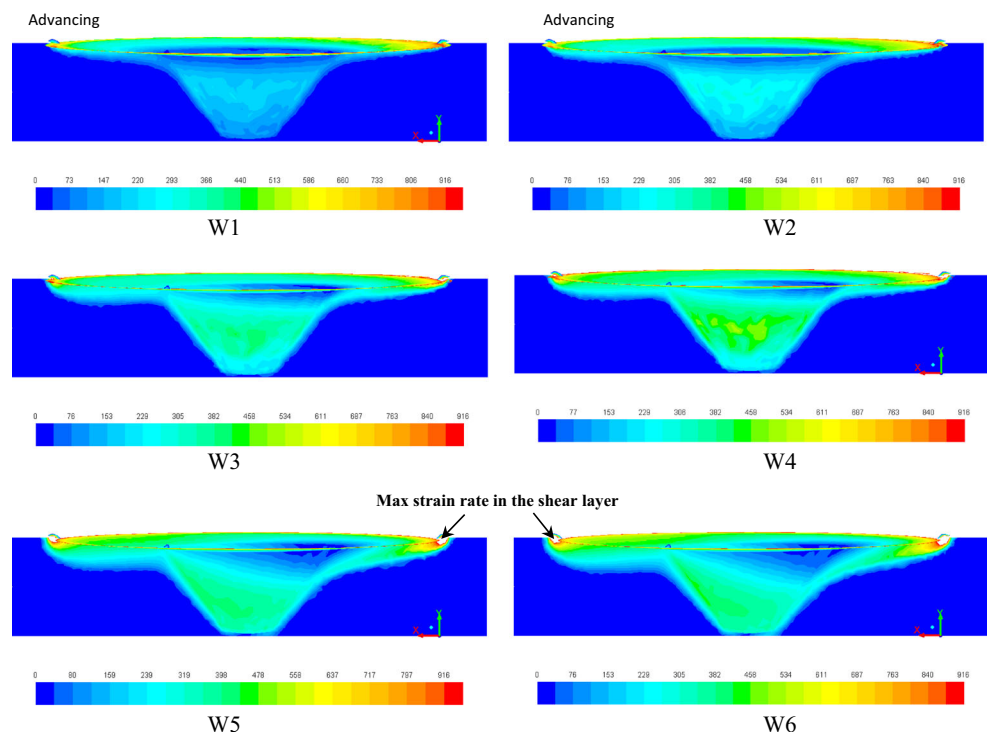 Advancing
Advancing
X Y
X Y
0 73 147 220 293 366 440 513 586 660 733 806 916
0 76 153 229 305 382 458 534 611 687 763 840 916
W1
W2
X Y
0 76 153 229 305 382 458 534 611 687 763 840 916
0 77 153 229 306 382 458 534 611 687 763 840 916
W3
W4
Max strain rate in the shear layer
X Y
X Y
0 80 159 239 319 398 478 558 637 717 797 916
0 76 153 229 305 382 458 534 611 687 763 840 916
W5
W6